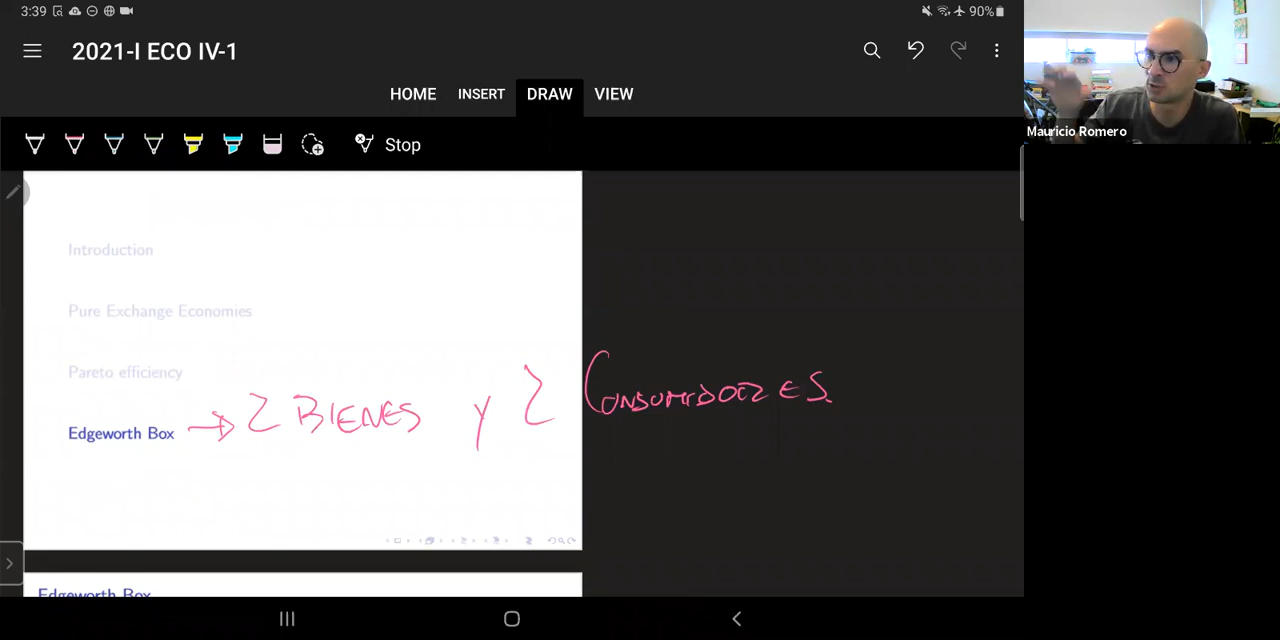 3:39
90%
2021-I ECO IV-1
HOME INSERT DRAW VIEW
Stop
Mauricio Romero
Introduction
Pure Exchange Economies
Pareto efficiency
Edgeworth Box → 2 BIENES y 2 CONSUMIDORES.
Edgeworth Box